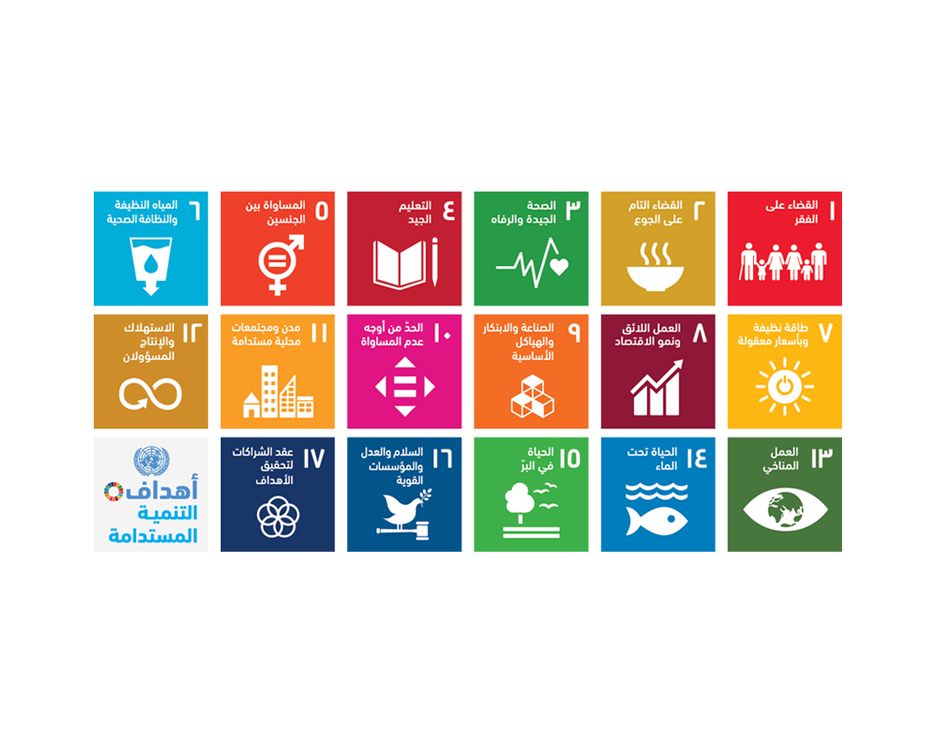 ١
القضاء على
الفقر
٢
القضاء التام
على الجوع
٣
الصحة
الجيدة والرفاه
٤
التعليم
الجيد
٥
المساواة بين
الجنسين
٦
المياه النظيفة
والنظافة الصحية
٧
طاقة نظيفة
وبأسعار معقولة
٨
العمل اللائق
ونمو الاقتصاد
٩
الصناعة والابتكار
والهياكل
الأساسية
١٠
الحدّ من أوجه
عدم المساواة
١١
مدن ومجتمعات
محلية مستدامة
١٢
الاستهلاك
والإنتاج
المسؤولان
١٣
العمل
المناخي
١٤
الحياة تحت
الماء
١٥
الحياة
في البرّ
١٦
السلام والعدل
والمؤسسات
القوية
١٧
عقد الشراكات
لتحقيق
الأهداف
أهداف
التنمية
المستدامة